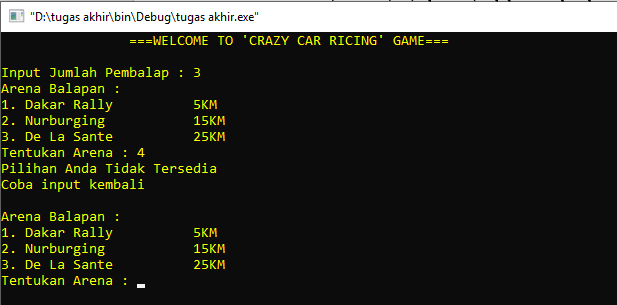 "D:\tugas akhir\bin\Debug\tugas akhir.exe"
===WELCOME TO 'CRAZY CAR RICING' GAME===
Input Jumlah Pembalap : 3
Arena Balapan :
1. Dakar Rally 5KM
2. Nurburging 15KM
3. De La Sante 25KM
Tentukan Arena : 4
Pilihan Anda Tidak Tersedia
Coba input kembali
Arena Balapan :
1. Dakar Rally 5KM
2. Nurburging 15KM
3. De La Sante 25KM
Tentukan Arena :